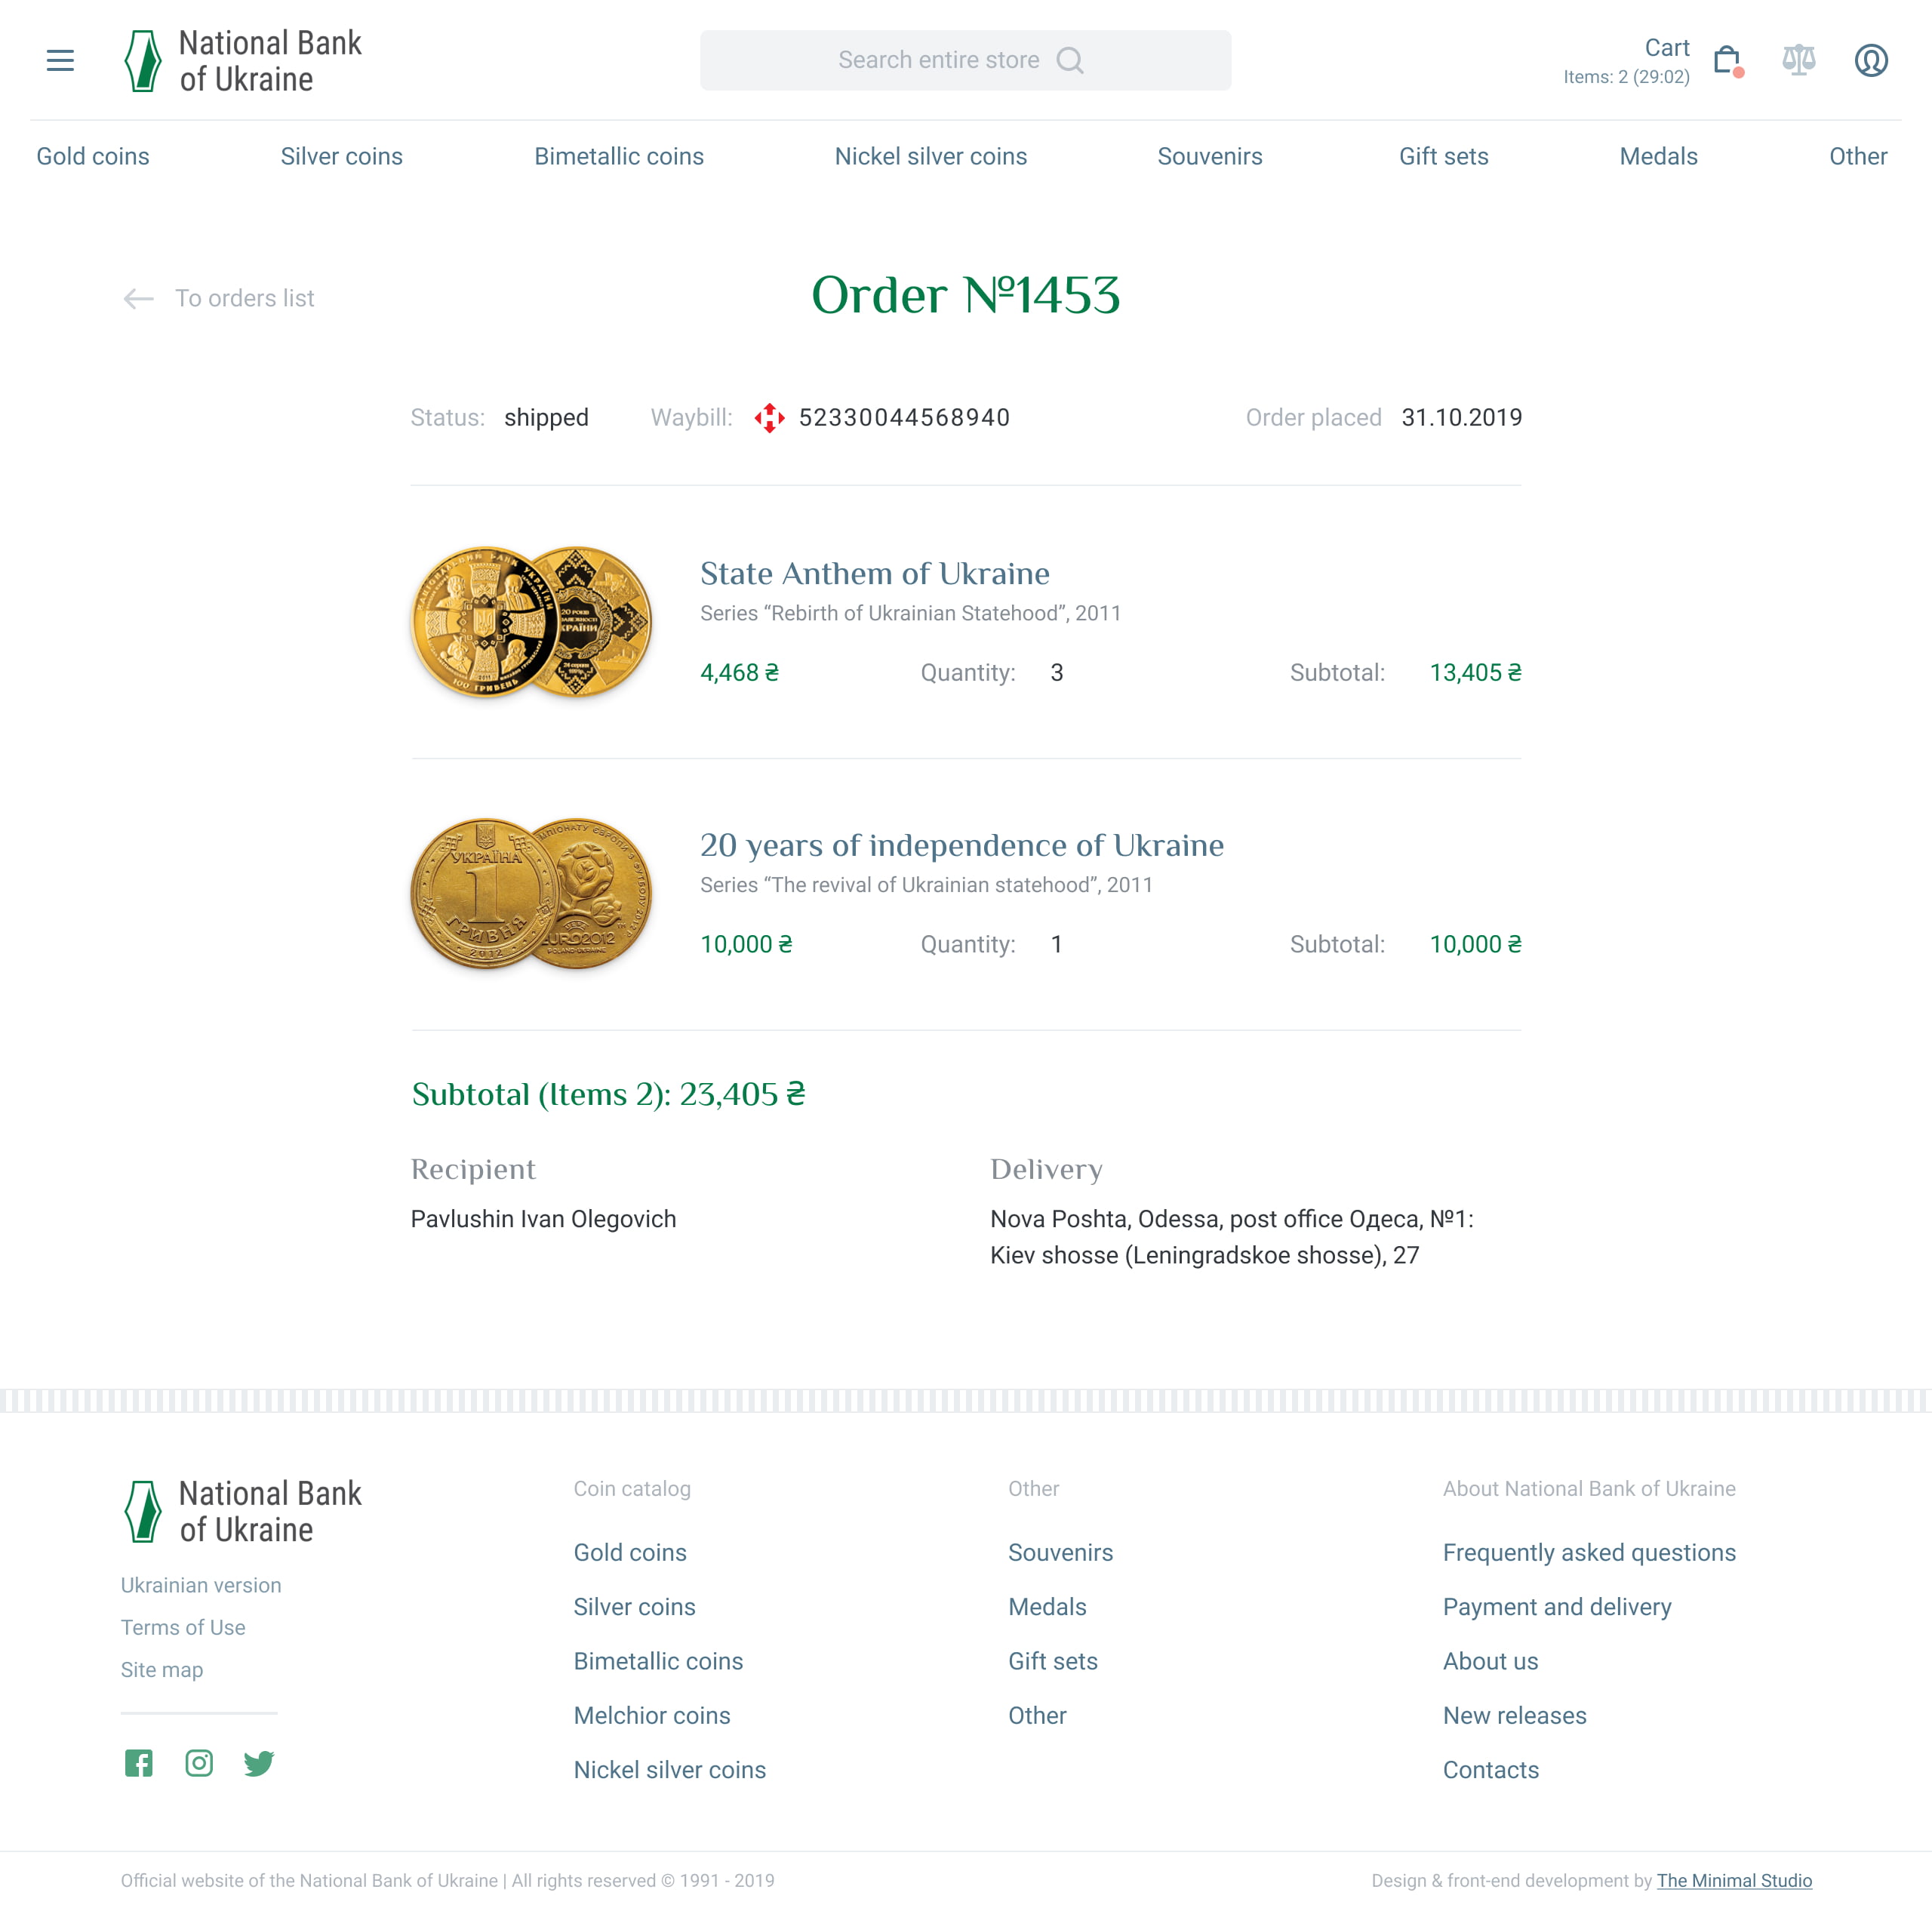 National Bank
of Ukraine
Search entire store
Cart
Items: 2 (29:02)
Gold coins
Silver coins
Bimetallic coins
Nickel silver coins
Souvenirs
Gift sets
Medals
Other
To orders list
Order №1453
Status: shipped
Waybill: 52330044568940
Order placed 31.10.2019
State Anthem of Ukraine
Series “Rebirth of Ukrainian Statehood”, 2011
4,468 ₴
Quantity: 3
Subtotal: 13,405 ₴
УКРАЇНА
1
ГРИВНЯ
2012
20 years of independence of Ukraine
Series “The revival of Ukrainian statehood”, 2011
10,000 ₴
Quantity: 1
Subtotal: 10,000 ₴
Subtotal (Items 2): 23,405 ₴
Recipient
Pavlushin Ivan Olegovich
Delivery
Nova Poshta, Odessa, post office Одеса, №1:
Kiev shosse (Leningradskoe shosse), 27
National Bank
of Ukraine
Ukrainian version
Terms of Use
Site map
Coin catalog
Gold coins
Silver coins
Bimetallic coins
Melchior coins
Nickel silver coins
Other
Souvenirs
Medals
Gift sets
Other
About National Bank of Ukraine
Frequently asked questions
Payment and delivery
About us
New releases
Contacts
Official website of the National Bank of Ukraine | All rights reserved © 1991 - 2019
Design & front-end development by The Minimal Studio